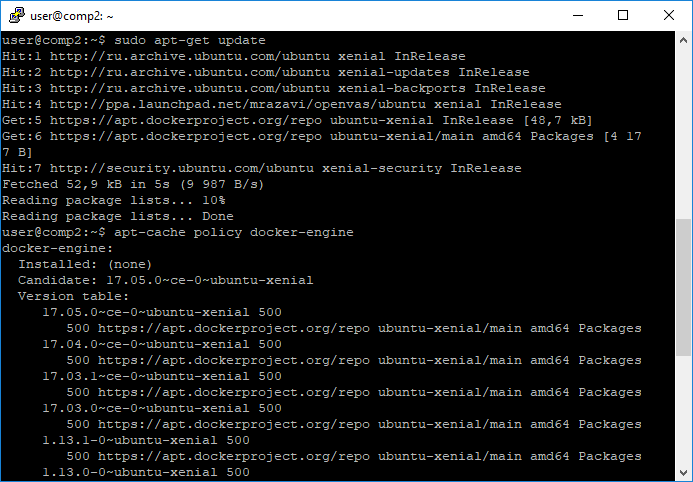 user@comp2: ~
user@comp2:~$ sudo apt-get update
Hit:1 http://ru.archive.ubuntu.com/ubuntu xenial InRelease
Hit:2 http://ru.archive.ubuntu.com/ubuntu xenial-updates InRelease
Hit:3 http://ru.archive.ubuntu.com/ubuntu xenial-backports InRelease
Hit:4 http://ppa.launchpad.net/mrazavi/openvas/ubuntu xenial InRelease
Get:5 https://apt.dockerproject.org/repo ubuntu-xenial InRelease [48,7 kB]
Get:6 https://apt.dockerproject.org/repo ubuntu-xenial/main amd64 Packages [4 17
7 B]
Hit:7 http://security.ubuntu.com/ubuntu xenial-security InRelease
Fetched 52,9 kB in 5s (9 987 B/s)
Reading package lists... 10%
Reading package lists... Done
user@comp2:~$ apt-cache policy docker-engine
docker-engine:
  Installed: (none)
  Candidate: 17.05.0~ce-0~ubuntu-xenial
  Version table:
     17.05.0~ce-0~ubuntu-xenial 500
        500 https://apt.dockerproject.org/repo ubuntu-xenial/main amd64 Packages
     17.04.0~ce-0~ubuntu-xenial 500
        500 https://apt.dockerproject.org/repo ubuntu-xenial/main amd64 Packages
     17.03.1~ce-0~ubuntu-xenial 500
        500 https://apt.dockerproject.org/repo ubuntu-xenial/main amd64 Packages
     17.03.0~ce-0~ubuntu-xenial 500
        500 https://apt.dockerproject.org/repo ubuntu-xenial/main amd64 Packages
     1.13.1-0~ubuntu-xenial 500
        500 https://apt.dockerproject.org/repo ubuntu-xenial/main amd64 Packages
     1.13.0-0~ubuntu-xenial 500